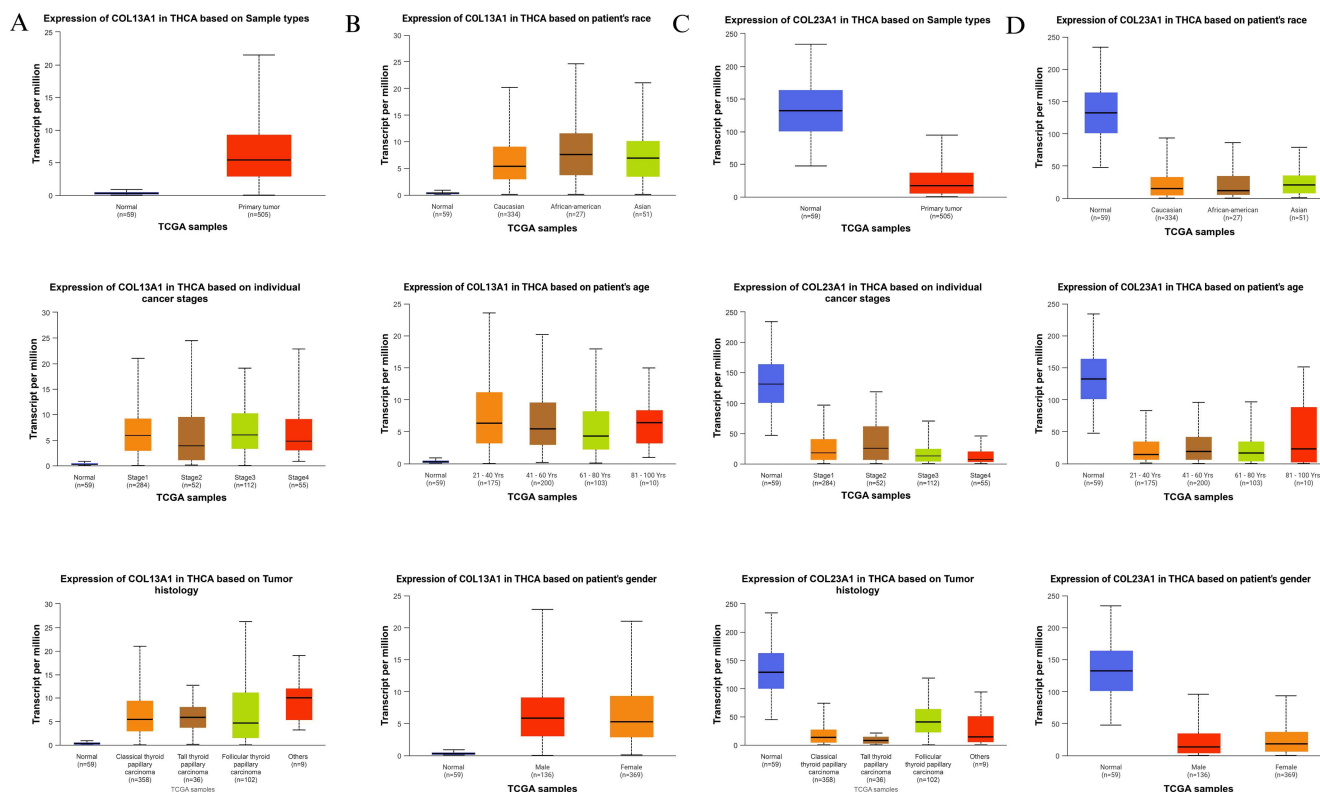 A
Expression of COL13A1 in THCA based on Sample types
Transcript per million
25
20
15
10
5
0
Normal
(n=59)
Primary tumor
(n=505)
TCGA samples
Expression of COL13A1 in THCA based on individual
cancer stages
Transcript per million
30
25
20
15
10
5
0
Normal
(n=59)
Stage1
(n=284)
Stage2
(n=52)
Stage3
(n=112)
Stage4
(n=55)
TCGA samples
Expression of COL13A1 in THCA based on Tumor
histology
Transcript per million
30
25
20
15
10
5
0
Normal
(n=59)
Classical thyroid
papillary
carcinoma
(n=358)
Tall thyroid
papillary
carcinoma
(n=36)
Follicular thyroid
papillary
carcinoma
(n=102)
Others
(n=9)
TCGA samples
B
Expression of COL13A1 in THCA based on patient's race
Transcript per million
30
25
20
15
10
5
0
Normal
(n=59)
Caucasian
(n=334)
African-american
(n=27)
Asian
(n=51)
TCGA samples
Expression of COL13A1 in THCA based on patient's age
Transcript per million
25
20
15
10
5
0
Normal
(n=59)
21 - 40 Yrs
(n=175)
41 - 60 Yrs
(n=200)
61 - 80 Yrs
(n=103)
81 - 100 Yrs
(n=10)
TCGA samples
Expression of COL13A1 in THCA based on patient's gender
Transcript per million
25
20
15
10
5
0
Normal
(n=59)
Male
(n=136)
Female
(n=369)
TCGA samples
C
Expression of COL23A1 in THCA based on Sample types
Transcript per million
250
200
150
100
50
0
Normal
(n=59)
Primary tumor
(n=505)
TCGA samples
Expression of COL23A1 in THCA based on individual
cancer stages
Transcript per million
250
200
150
100
50
0
Normal
(n=59)
Stage1
(n=284)
Stage2
(n=52)
Stage3
(n=112)
Stage4
(n=55)
TCGA samples
Expression of COL23A1 in THCA based on Tumor
histology
Transcript per million
250
200
150
100
50
0
Normal
(n=59)
Classical
thyroid papillary
carcinoma
(n=358)
Tall thyroid
papillary
carcinoma
(n=36)
Follicular
thyroid papillary
carcinoma
(n=102)
Others
(n=9)
TCGA samples
D
Expression of COL23A1 in THCA based on patient's race
Transcript per million
250
200
150
100
50
0
Normal
(n=59)
Caucasian
(n=334)
African-american
(n=27)
Asian
(n=51)
TCGA samples
Expression of COL23A1 in THCA based on patient's age
Transcript per million
250
200
150
100
50
0
Normal
(n=59)
21 - 40 Yrs
(n=175)
41 - 60 Yrs
(n=200)
61 - 80 Yrs
(n=103)
81 - 100 Yrs
(n=10)
TCGA samples
Expression of COL23A1 in THCA based on patient's gender
Transcript per million
250
200
150
100
50
0
Normal
(n=59)
Male
(n=136)
Female
(n=369)
TCGA samples